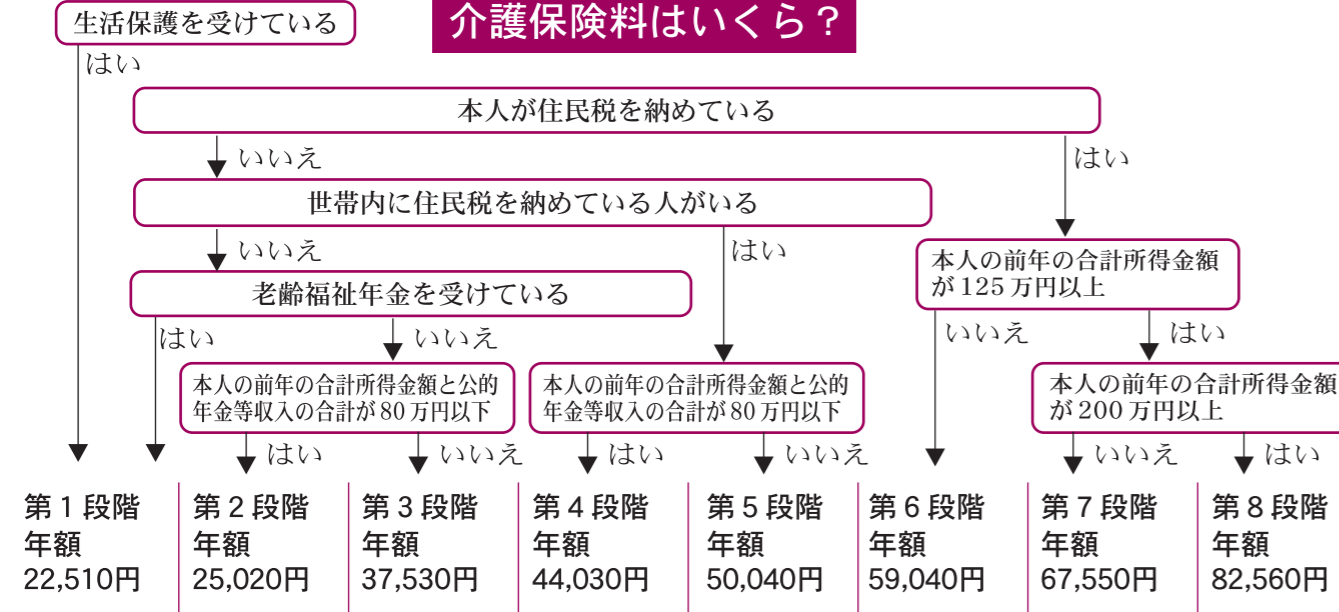 介護保険料はいくら？
生活保護を受けている
はい
本人が住民税を納めている
いいえ
はい
世帯内に住民税を納めている人がいる
いいえ
はい
本人の前年の合計所得金額
が125万円以上
老齢福祉年金を受けている
はい
いいえ
いいえ
はい
本人の前年の合計所得金額と公的
年金等収入の合計が80万円以下
本人の前年の合計所得金額と公的
年金等収入の合計が80万円以下
本人の前年の合計所得金額
が200万円以上
はい
いいえ
はい
いいえ
いいえ
はい
第1段階
年額
22,510円
第2段階
年額
25,020円
第3段階
年額
37,530円
第4段階
年額
44,030円
第5段階
年額
50,040円
第6段階
年額
59,040円
第7段階
年額
67,550円
第8段階
年額
82,560円